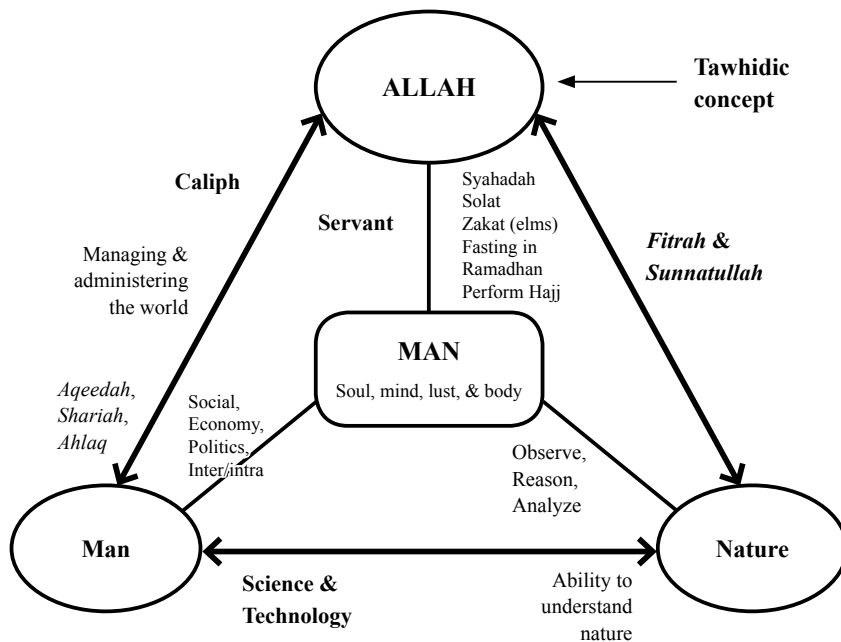 ALLAH
Tawhidic
concept
Caliph
Servant
Syahadah
Solat
Zakat (elms)
Fasting in
Ramadhan
Perform Hajj
Fitrah &
Sunnatullah
Managing &
administering
the world
MAN
Soul, mind, lust, & body
Aqeedah,
Shariah,
Ahlaq
Social,
Economy,
Politics,
Inter/intra
Observe,
Reason,
Analyze
Man
Nature
Science &
Technology
Ability to
understand
nature